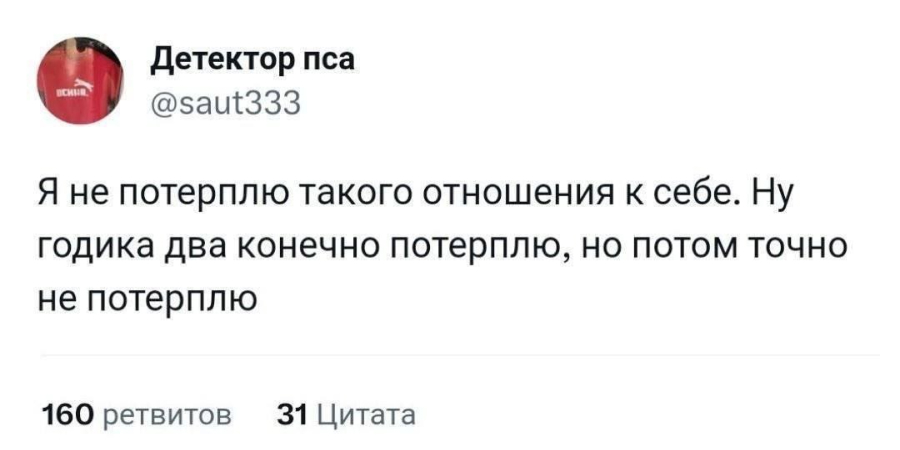 Детектор пса
@saut333
Я не потерплю такого отношения к себе. Ну
годика два конечно потерплю, но потом точно
не потерплю
160 ретвитов 31 Цитата